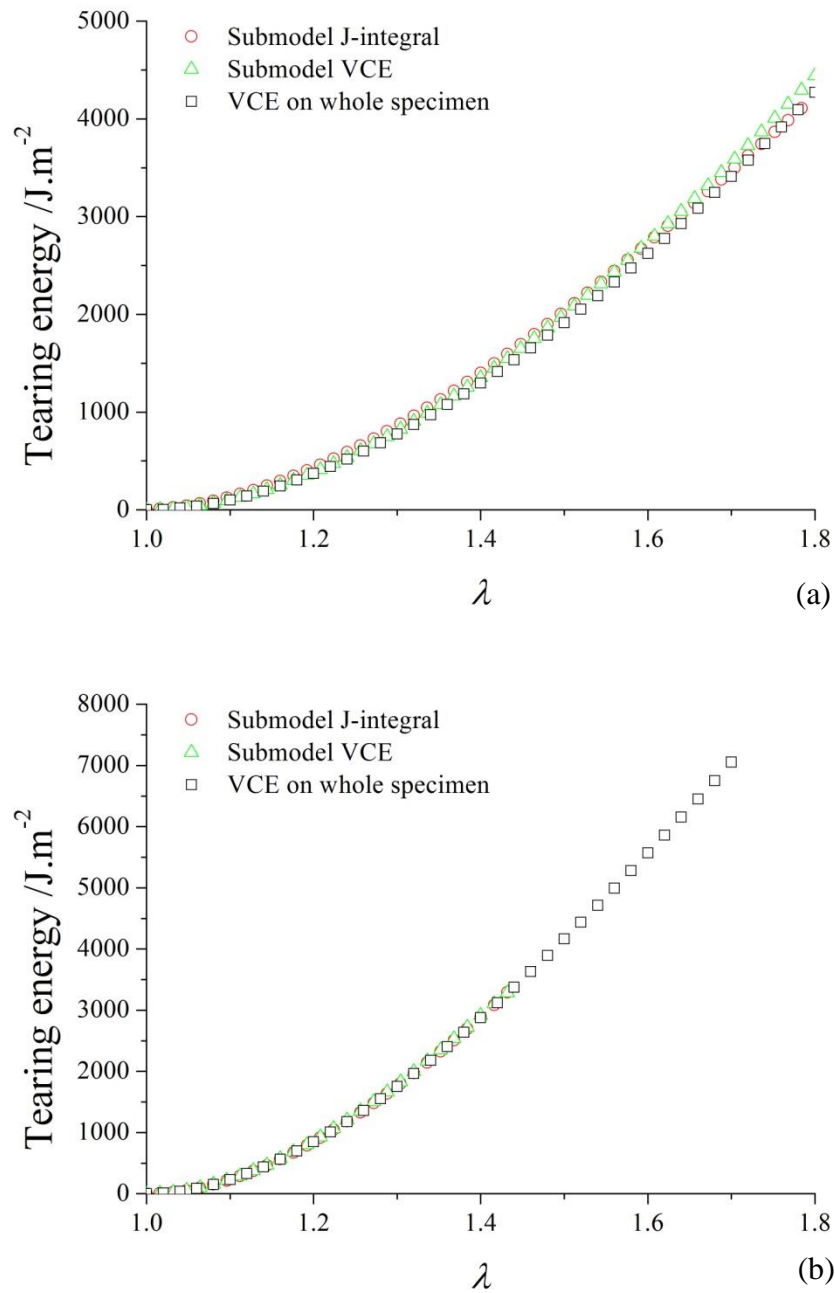 5000
4000
3000
2000
1000
0
Tearing energy /J.m-2
Submodel J-integral
Submodel VCE
VCE on whole specimen
1.0 1.2 1.4 1.6 1.8
λ
(a)
8000
7000
6000
5000
4000
3000
2000
1000
0
Tearing energy /J.m-2
Submodel J-integral
Submodel VCE
VCE on whole specimen
1.0 1.2 1.4 1.6 1.8
λ
(b)